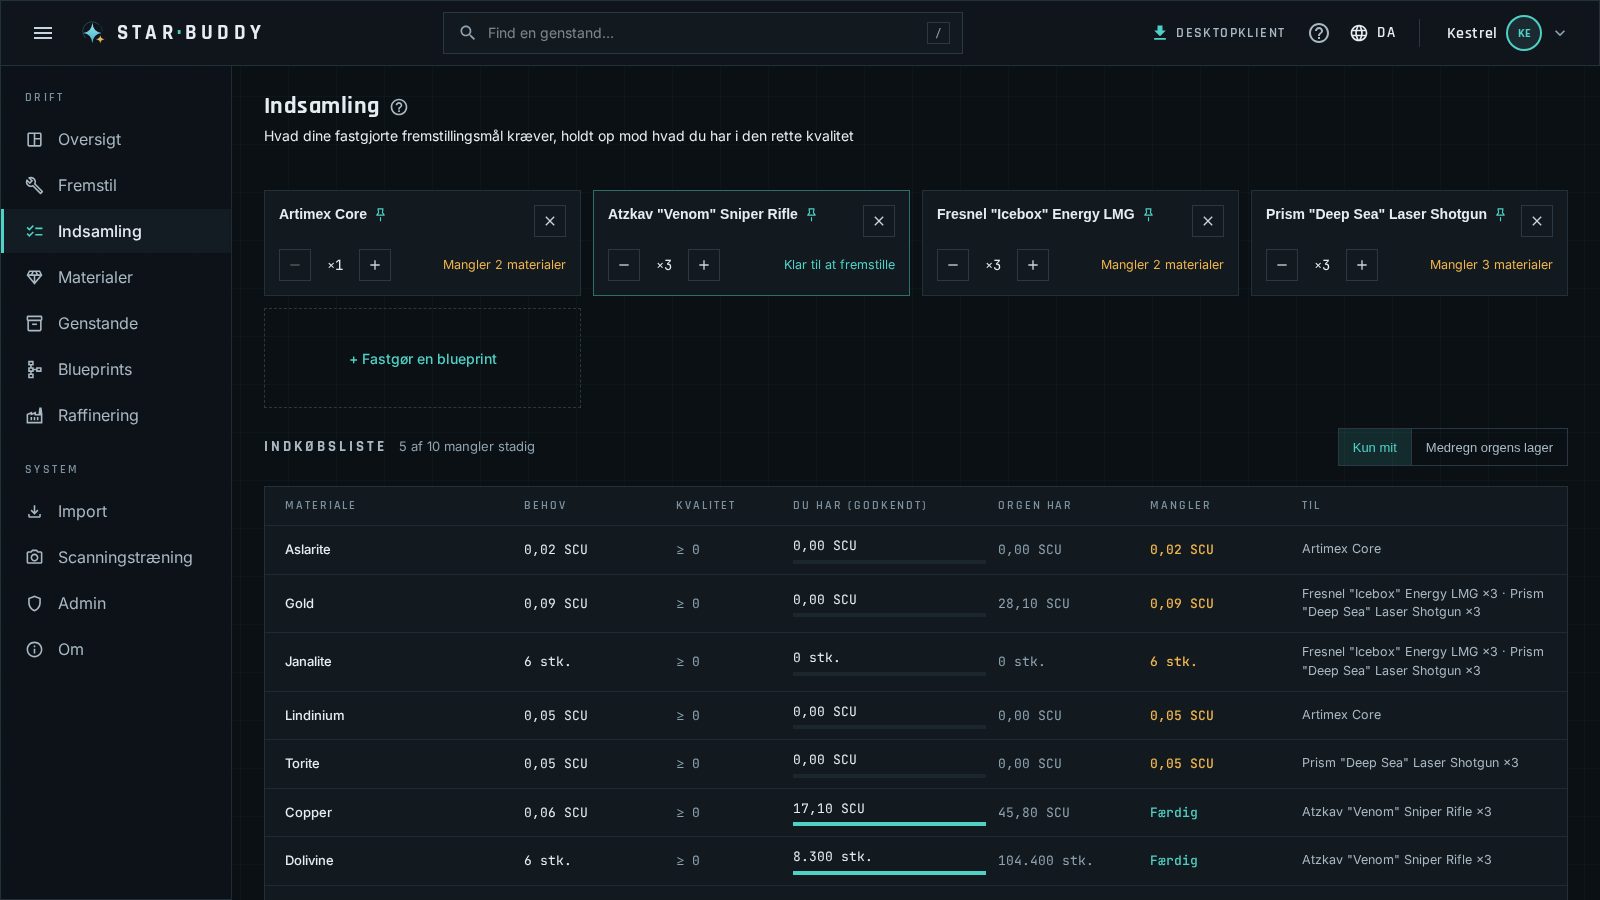 STAR·BUDDY
Find en genstand...
/
DESKTOPKLIENT
DA
Kestrel
KE
DRIFT
Oversigt
Fremstil
Indsamling
Materialer
Genstande
Blueprints
Raffinering
SYSTEM
Import
Scanningstræning
Admin
Om
Indsamling
Hvad dine fastgjorte fremstillingsmål kræver, holdt op mod hvad du har i den rette kvalitet
Artimex Core
×1
Mangler 2 materialer
Atzkav "Venom" Sniper Rifle
×3
Klar til at fremstille
Fresnel "Icebox" Energy LMG
×3
Mangler 2 materialer
Prism "Deep Sea" Laser Shotgun
×3
Mangler 3 materialer
+ Fastgør en blueprint
INDKØBSLISTE 5 af 10 mangler stadig
Kun mit
Medregn orgens lager
MATERIALE BEHOV KVALITET DU HAR (GODKENDT) ORGEN HAR MANGLER TIL
Aslarite 0,02 SCU ≥ 0 0,00 SCU 0,00 SCU 0,02 SCU Artimex Core
Gold 0,09 SCU ≥ 0 0,00 SCU 28,10 SCU 0,09 SCU Fresnel "Icebox" Energy LMG ×3 · Prism
"Deep Sea" Laser Shotgun ×3
Janalite 6 stk. ≥ 0 0 stk. 0 stk. 6 stk. Fresnel "Icebox" Energy LMG ×3 · Prism
"Deep Sea" Laser Shotgun ×3
Lindinium 0,05 SCU ≥ 0 0,00 SCU 0,00 SCU 0,05 SCU Artimex Core
Torite 0,05 SCU ≥ 0 0,00 SCU 0,00 SCU 0,05 SCU Prism "Deep Sea" Laser Shotgun ×3
Copper 0,06 SCU ≥ 0 17,10 SCU 45,80 SCU Færdig Atzkav "Venom" Sniper Rifle ×3
Dolivine 6 stk. ≥ 0 8.300 stk. 104.400 stk. Færdig Atzkav "Venom" Sniper Rifle ×3